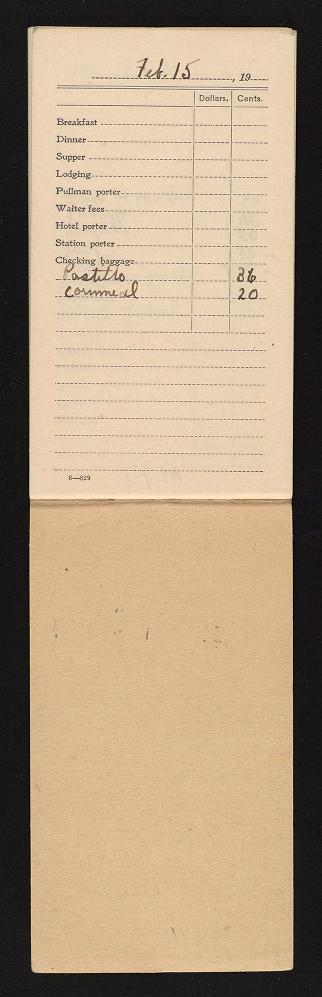 Feb. 15, 19
Dollars. Cents.
Breakfast
Dinner
Supper
Lodging
Pullman porter
Waiter fees
Hotel porter
Station porter
Checking baggage
Pastillo 36
cornmeal 20
8—629